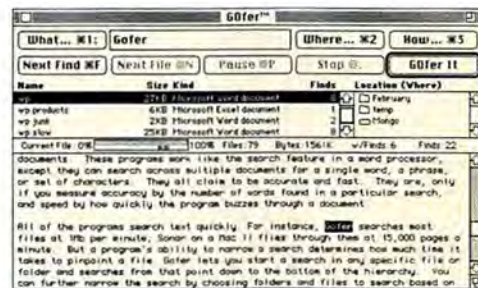 GOfer™
What... ⌘1: Gofer Where... ⌘2 How... ⌘3
Next Find ⌘F Next File ⌘N Pause ⌘P Stop ⌘. GOfer It
Name Size Kind Finds Location (Where)
wp 27KB Microsoft Word document February
wp products 6KB Microsoft Excel document 1 temp
wp junk 2KB Microsoft Word document 2 Mongo
wp slow 25KB Microsoft Word document 8
Current File: 0% 100% Files: 79 Bytes: 1561K w/Finds: 6 Finds: 22
documents. These programs work like the search feature in a word processor,
except they can search across multiple documents for a single word, a phrase,
or set of characters. They all claim to be accurate and fast. They are, only
if you measure accuracy by the number of words found in a particular search,
and speed by how quickly the program buzzes through a document
All of the programs search text quickly. For instance, Gofer searches most
files at 1Mb per minute; Sonar on a Mac II flies through them at 15,000 pages a
minute. But a program's ability to narrow a search determines how much time it
takes to pinpoint a file. Gofer lets you start a search in any specific file or
folder and searches from that point down to the bottom of the hierarchy. You
can further narrow the search by choosing folders and files to search based on